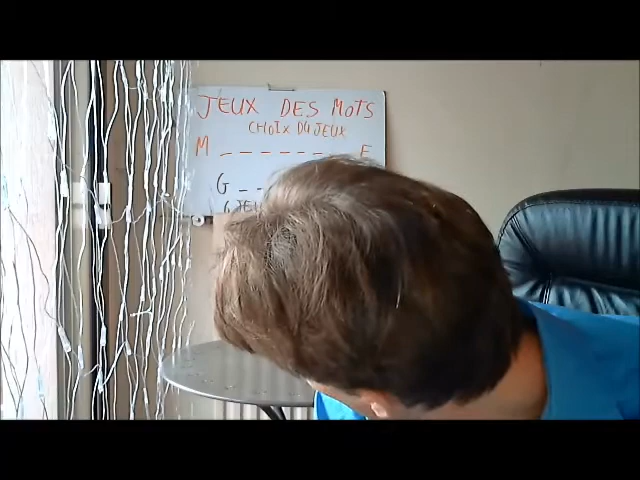 JEUX DES MOTS
CHOIX DU JEUX
M _ _ _ _ _ _ _ E
G _ _